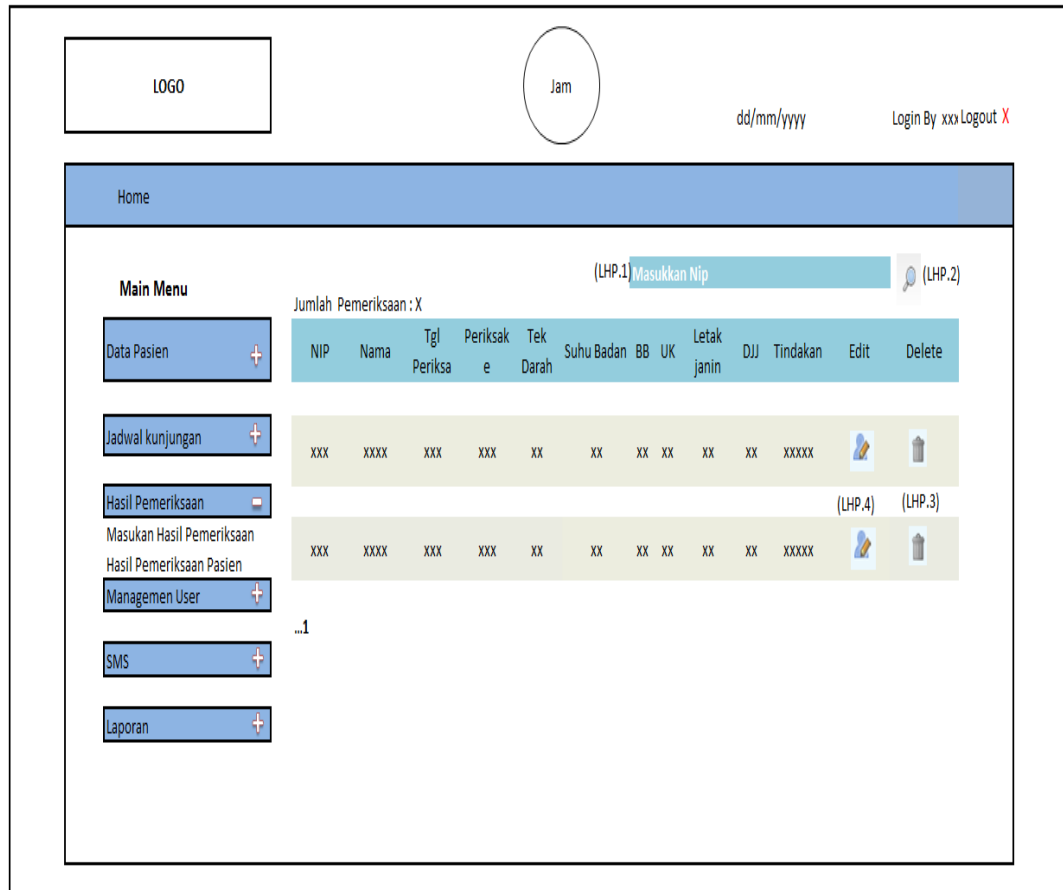 LOGO
Jam
dd/mm/yyyy
Login By xxx Logout X
Home
Main Menu
Data Pasien
Jadwal kunjungan
Hasil Pemeriksaan
Masukan Hasil Pemeriksaan
Hasil Pemeriksaan Pasien
Managemen User
SMS
Laporan
(LHP.1) Masukkan Nip (LHP.2)
Jumlah Pemeriksaan : X
NIP Nama Tgl Periksa Periksak e Tek Darah Suhu Badan BB UK Letak janin DJJ Tindakan Edit Delete
xxx xxxx xxx xxx xx xx xx xx xx xx xxxxx
(LHP.4) (LHP.3)
xxx xxxx xxx xxx xx xx xx xx xx xx xxxxx
...1